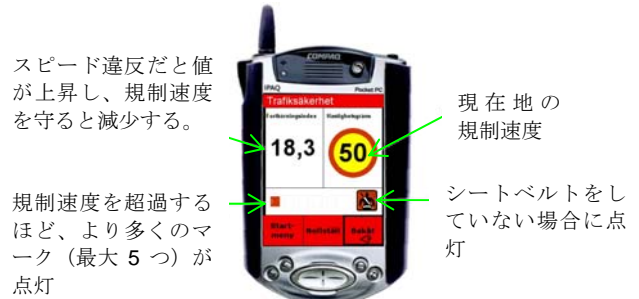 スピード違反だと値
が上昇し、規制速度
を守ると減少する。
規制速度を超過する
ほど、より多くのマ
ーク（最大 5 つ）が
点灯
COMPAQ
iPAQ Pocket PC
Trafiksäkerhet
18,3
50
Start-
meny
Nollställ
現 在 地 の
規制速度
シートベルトをし
ていない場合に点
灯